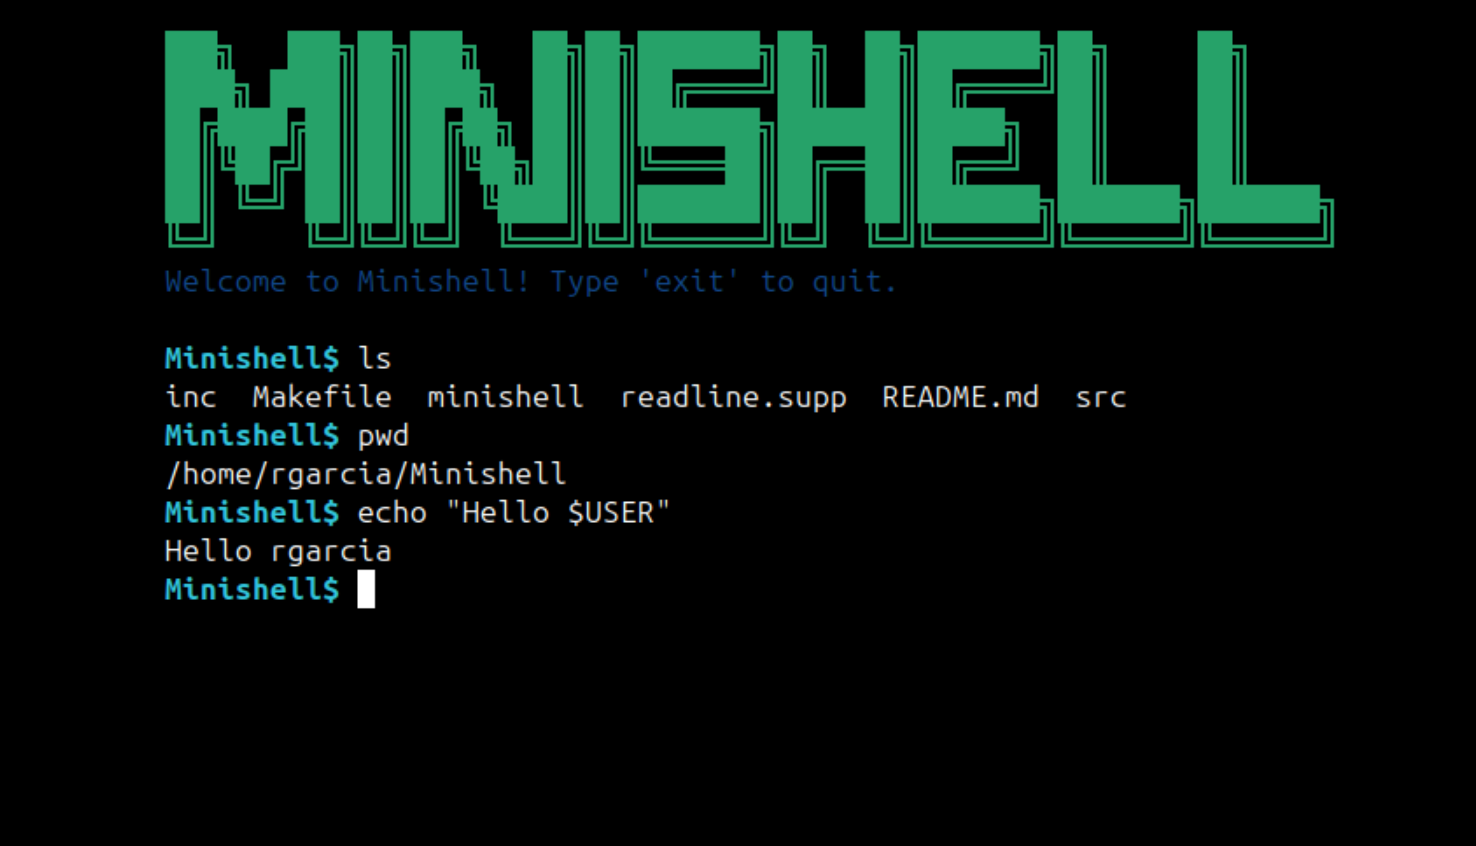 MINISHELL
Welcome to Minishell! Type 'exit' to quit.
Minishell$ ls
inc  Makefile  minishell  readline.supp  README.md  src
Minishell$ pwd
/home/rgarcia/Minishell
Minishell$ echo "Hello $USER"
Hello rgarcia
Minishell$